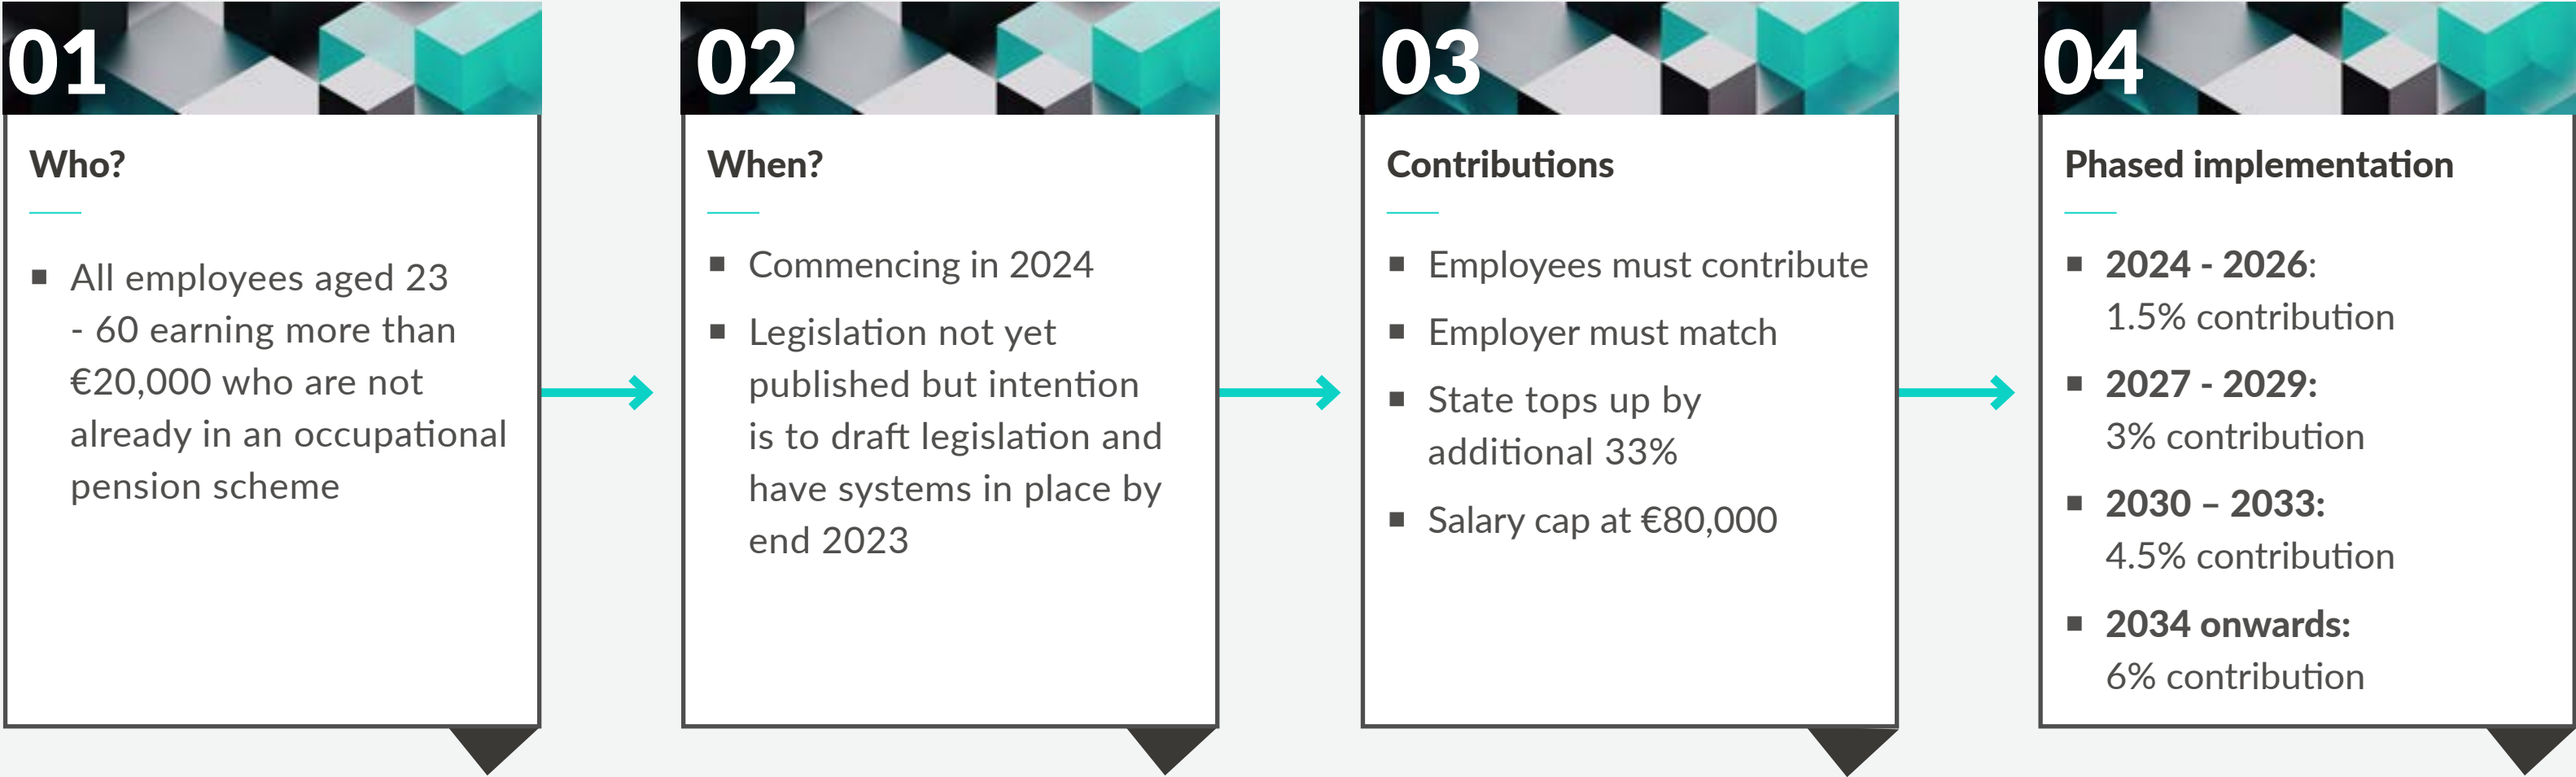 01
Who?
▪ All employees aged 23
- 60 earning more than
€20,000 who are not
already in an occupational
pension scheme
02
When?
▪ Commencing in 2024
▪ Legislation not yet
published but intention
is to draft legislation and
have systems in place by
end 2023
03
Contributions
▪ Employees must contribute
▪ Employer must match
▪ State tops up by
additional 33%
▪ Salary cap at €80,000
04
Phased implementation
▪ 2024 - 2026:
1.5% contribution
▪ 2027 - 2029:
3% contribution
▪ 2030 – 2033:
4.5% contribution
▪ 2034 onwards:
6% contribution